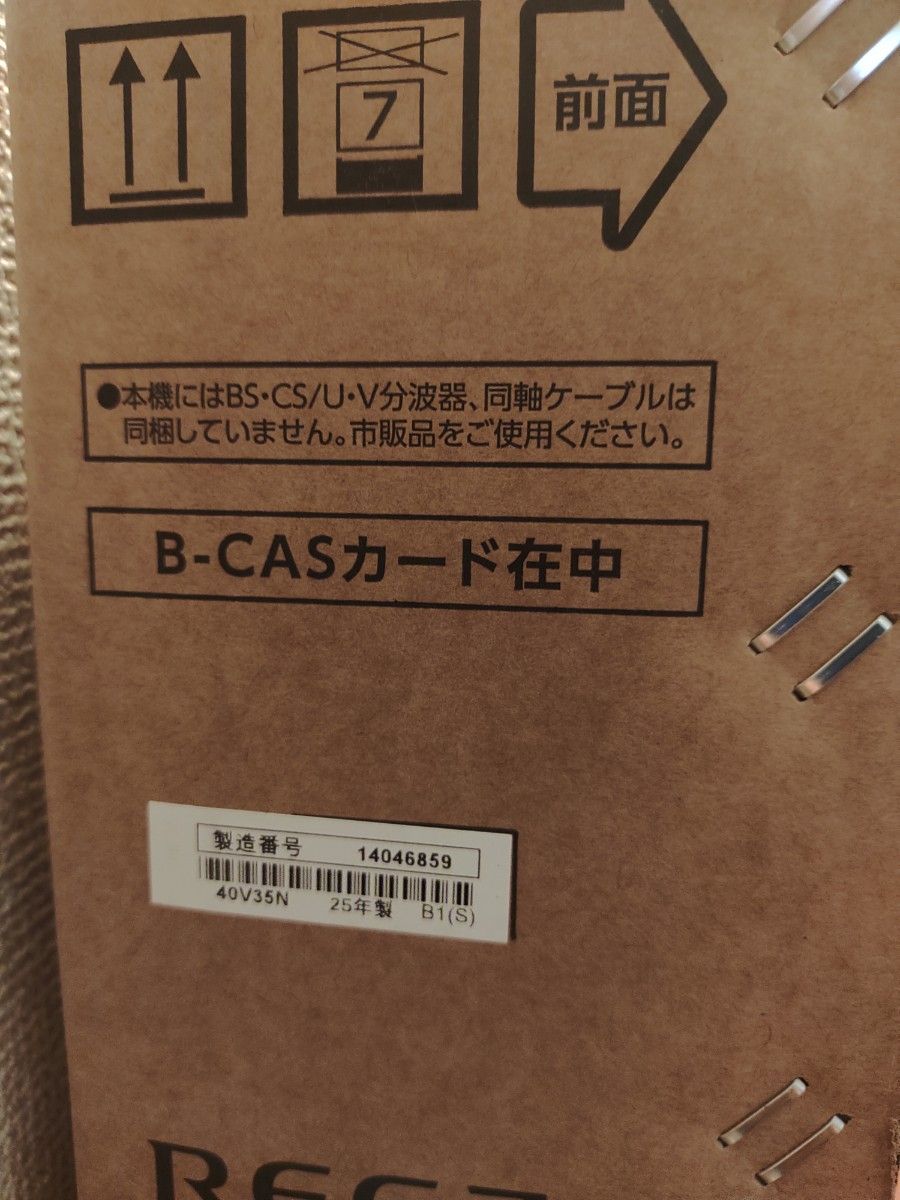 7
前面
●本機にはBS・CS/U・V分波器、同軸ケーブルは
同梱していません。市販品をご使用ください。
B-CASカード在中
製造番号 14046859
40V35N 25年製 B1(S)